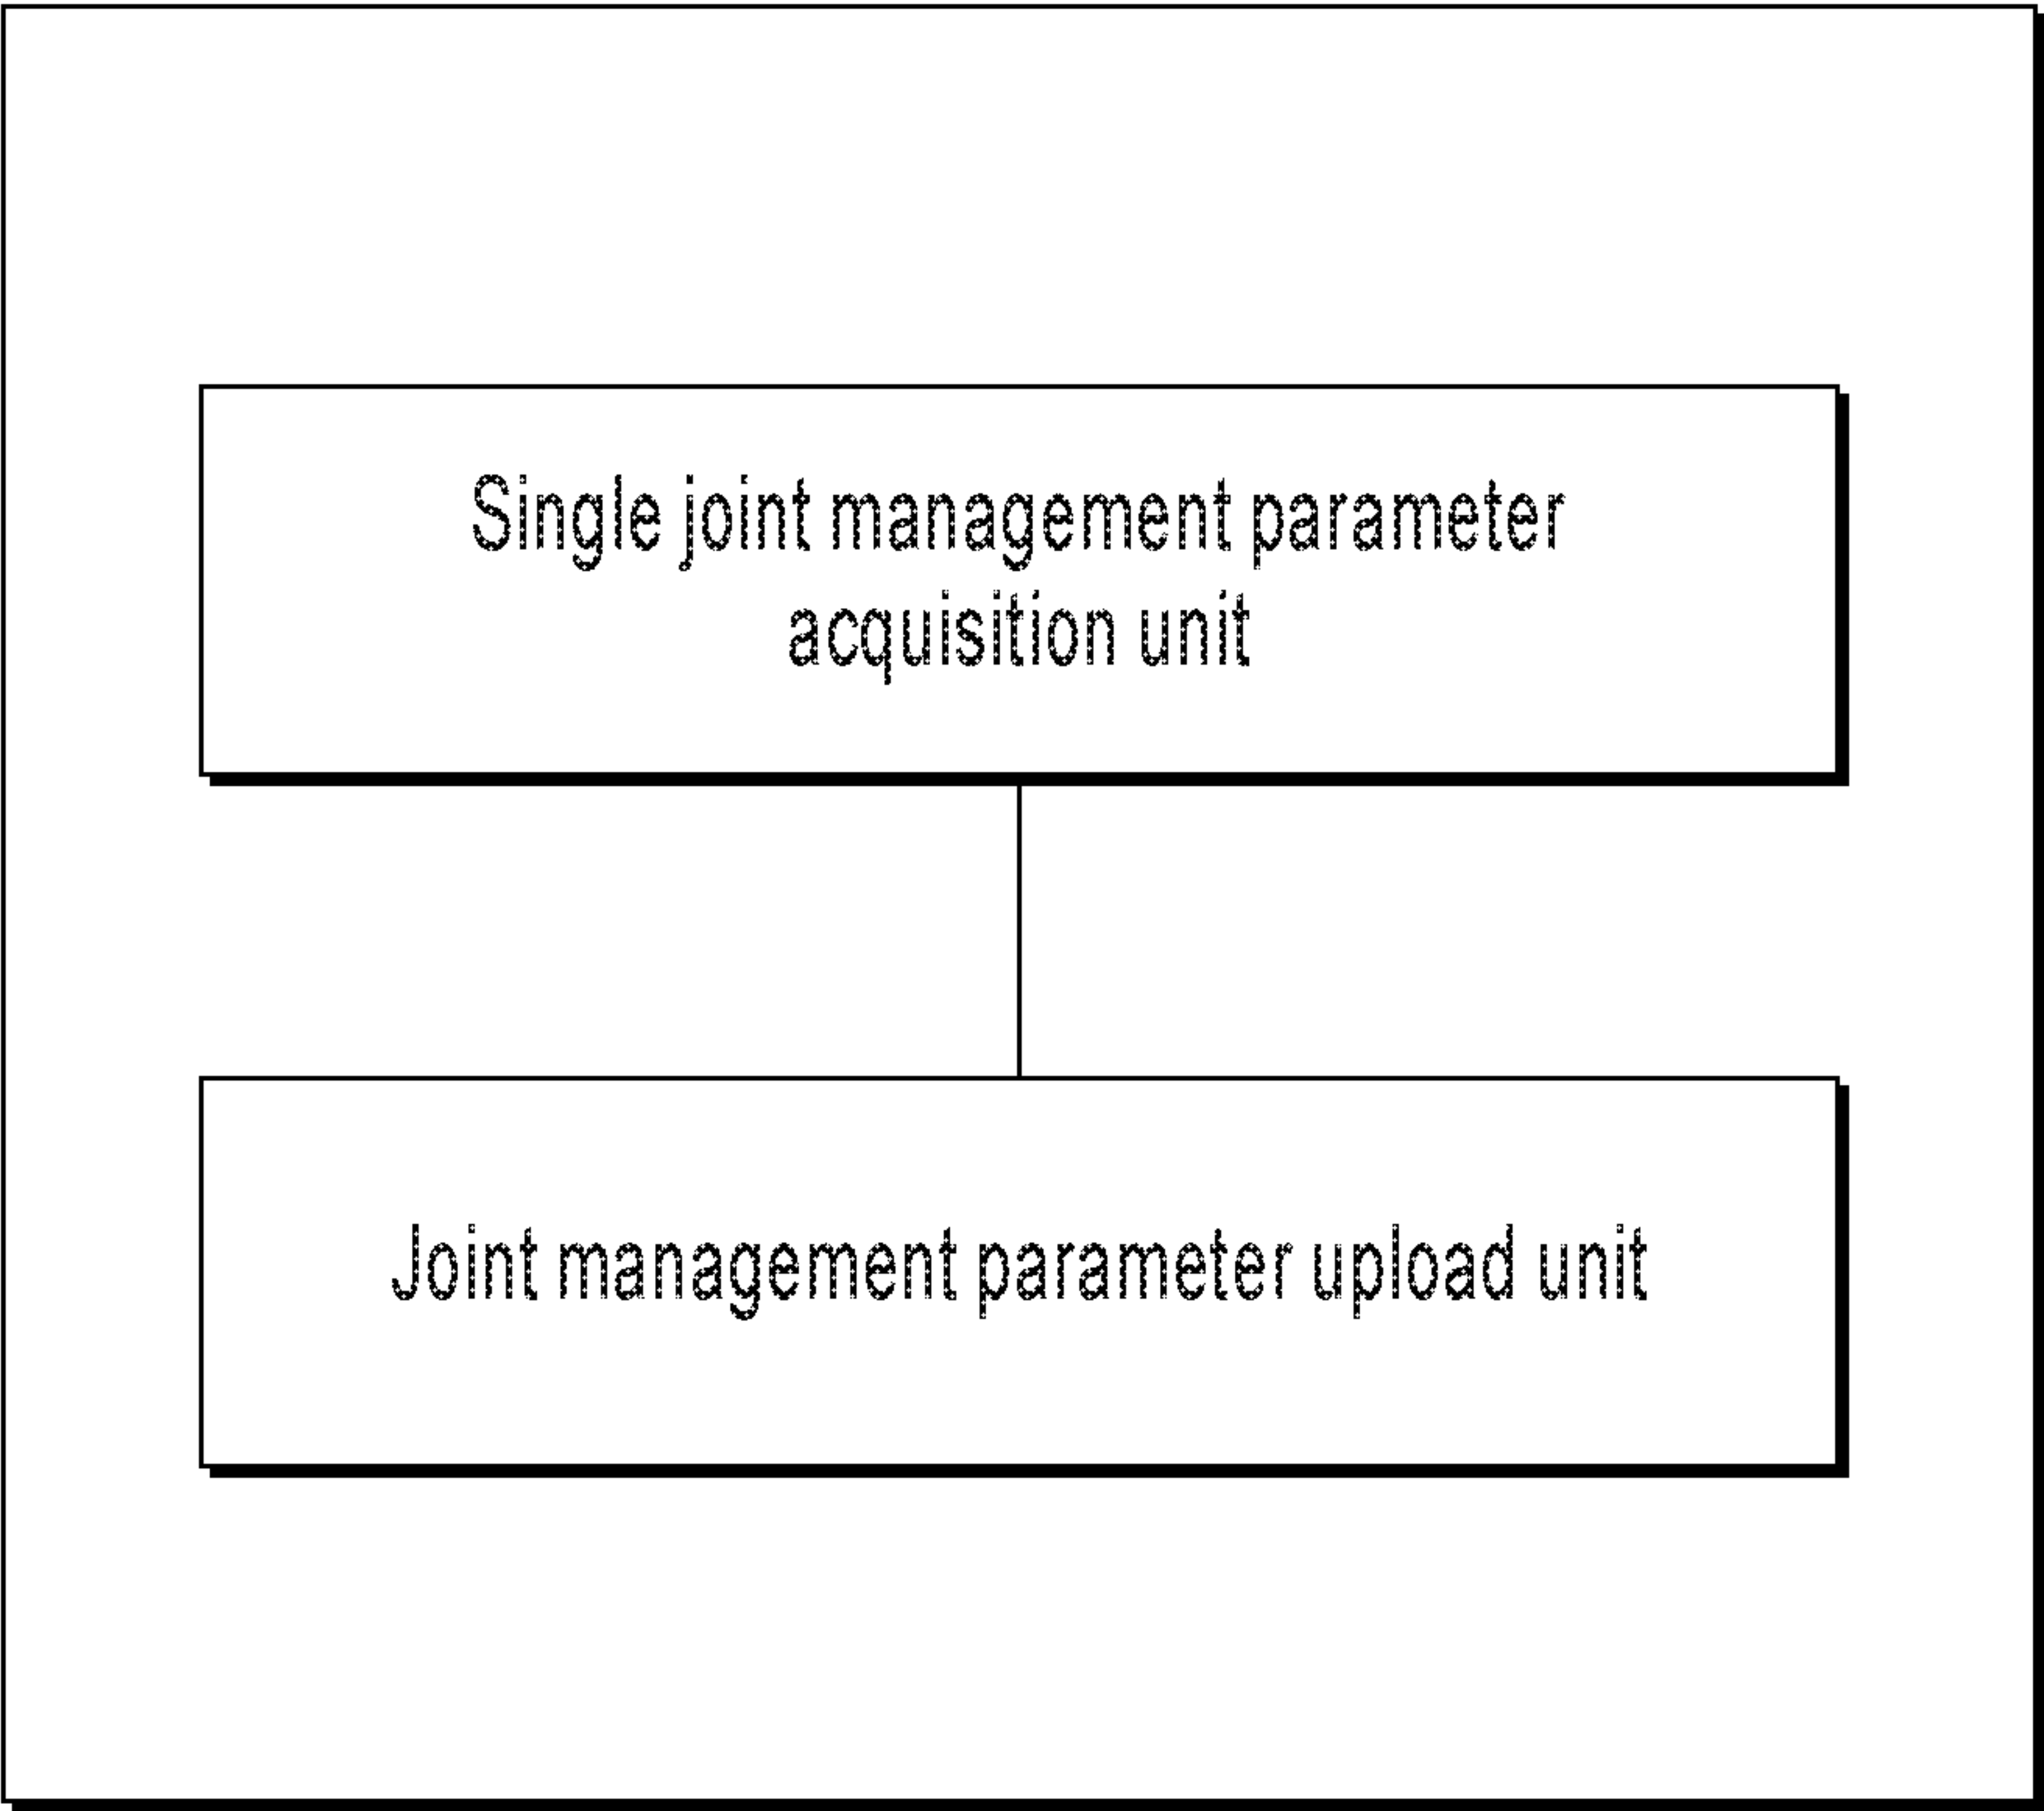 Single joint management parameter
acquisition unit
Joint management parameter upload unit